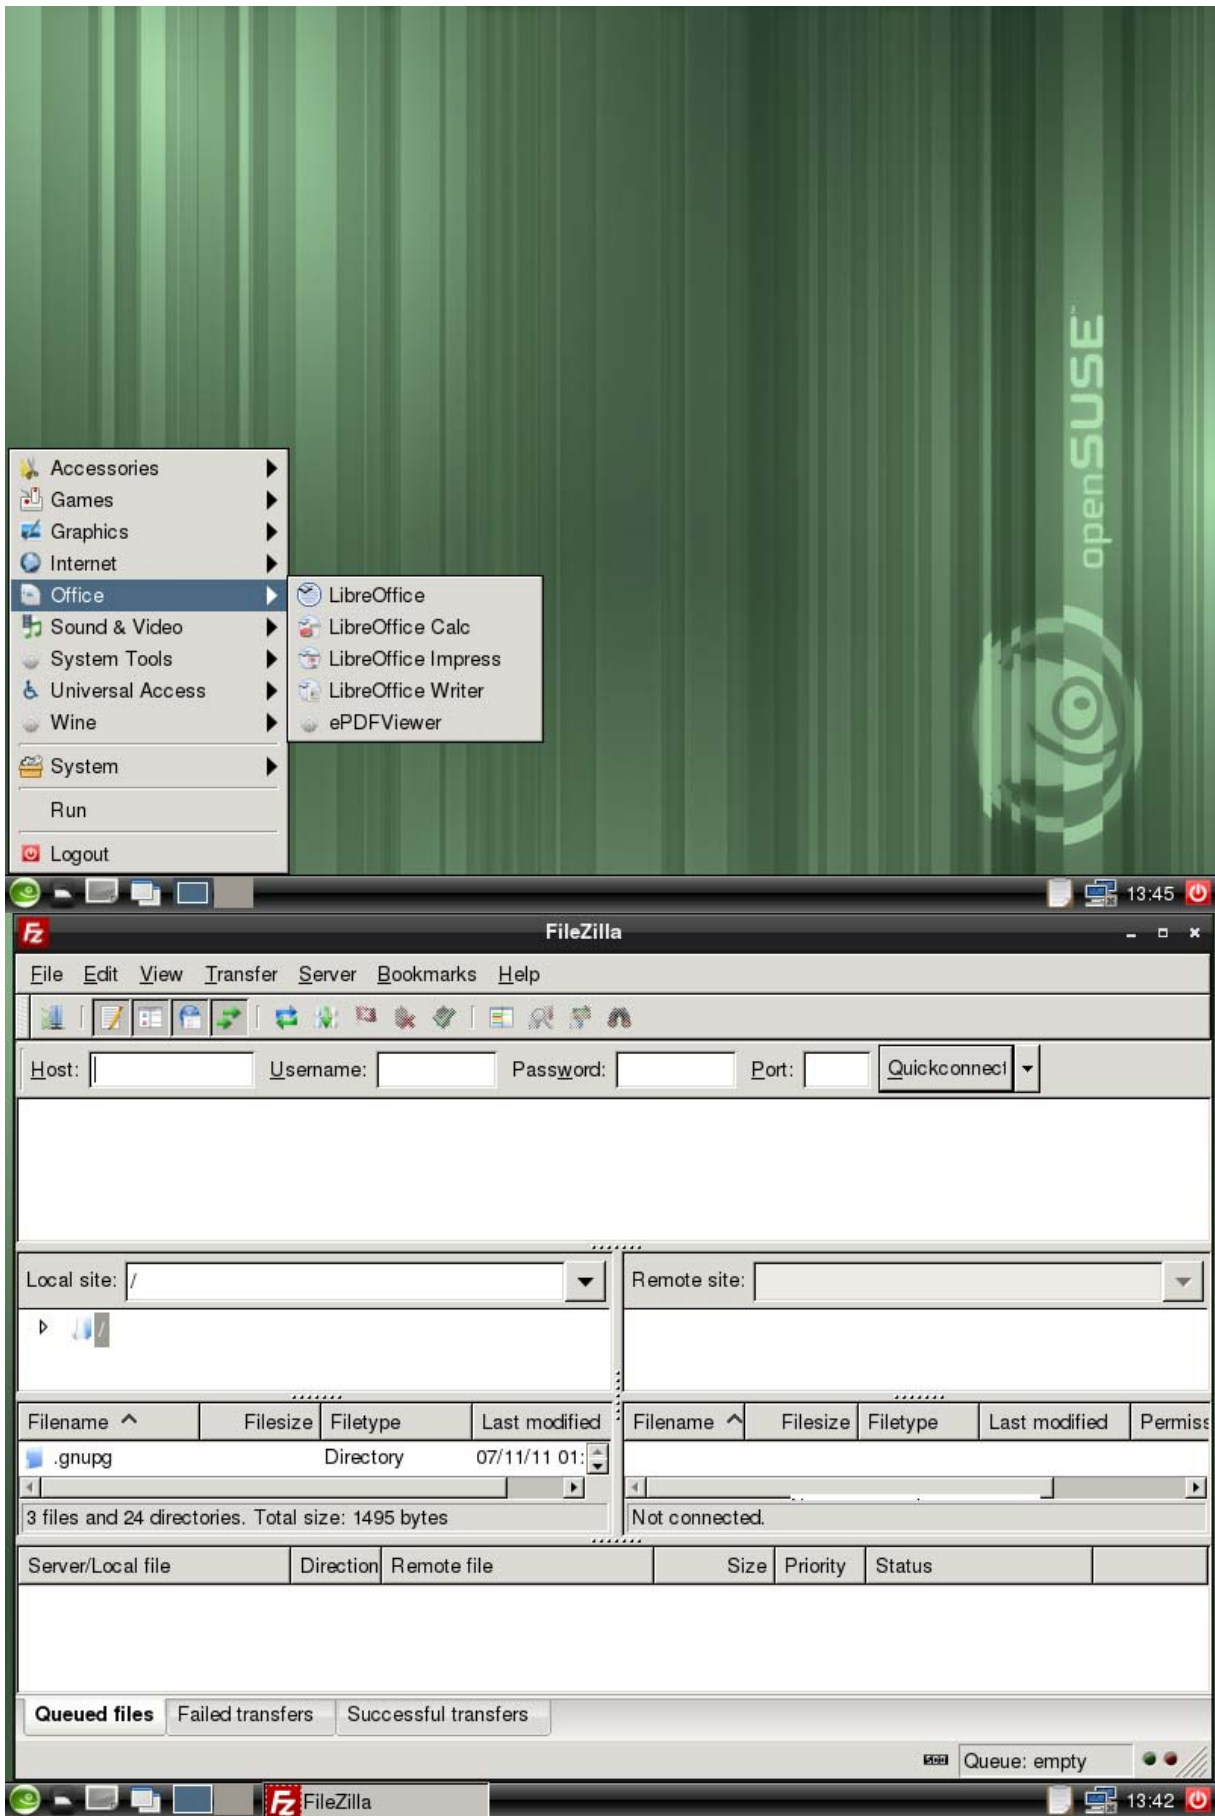 openSUSE
Accessories
Games
Graphics
Internet
Office
Sound & Video
System Tools
Universal Access
Wine
System
Run
Logout
LibreOffice
LibreOffice Calc
LibreOffice Impress
LibreOffice Writer
ePDFViewer
13:45
FileZilla
File Edit View Transfer Server Bookmarks Help
Host: Username: Password: Port: Quickconnect
Local site: / Remote site:
/
Filename Filesize Filetype Last modified Filename Filesize Filetype Last modified Permiss
.gnupg Directory 07/11/11 01:
3 files and 24 directories. Total size: 1495 bytes Not connected.
Server/Local file Direction Remote file Size Priority Status
Queued files Failed transfers Successful transfers
Queue: empty
FileZilla 13:42